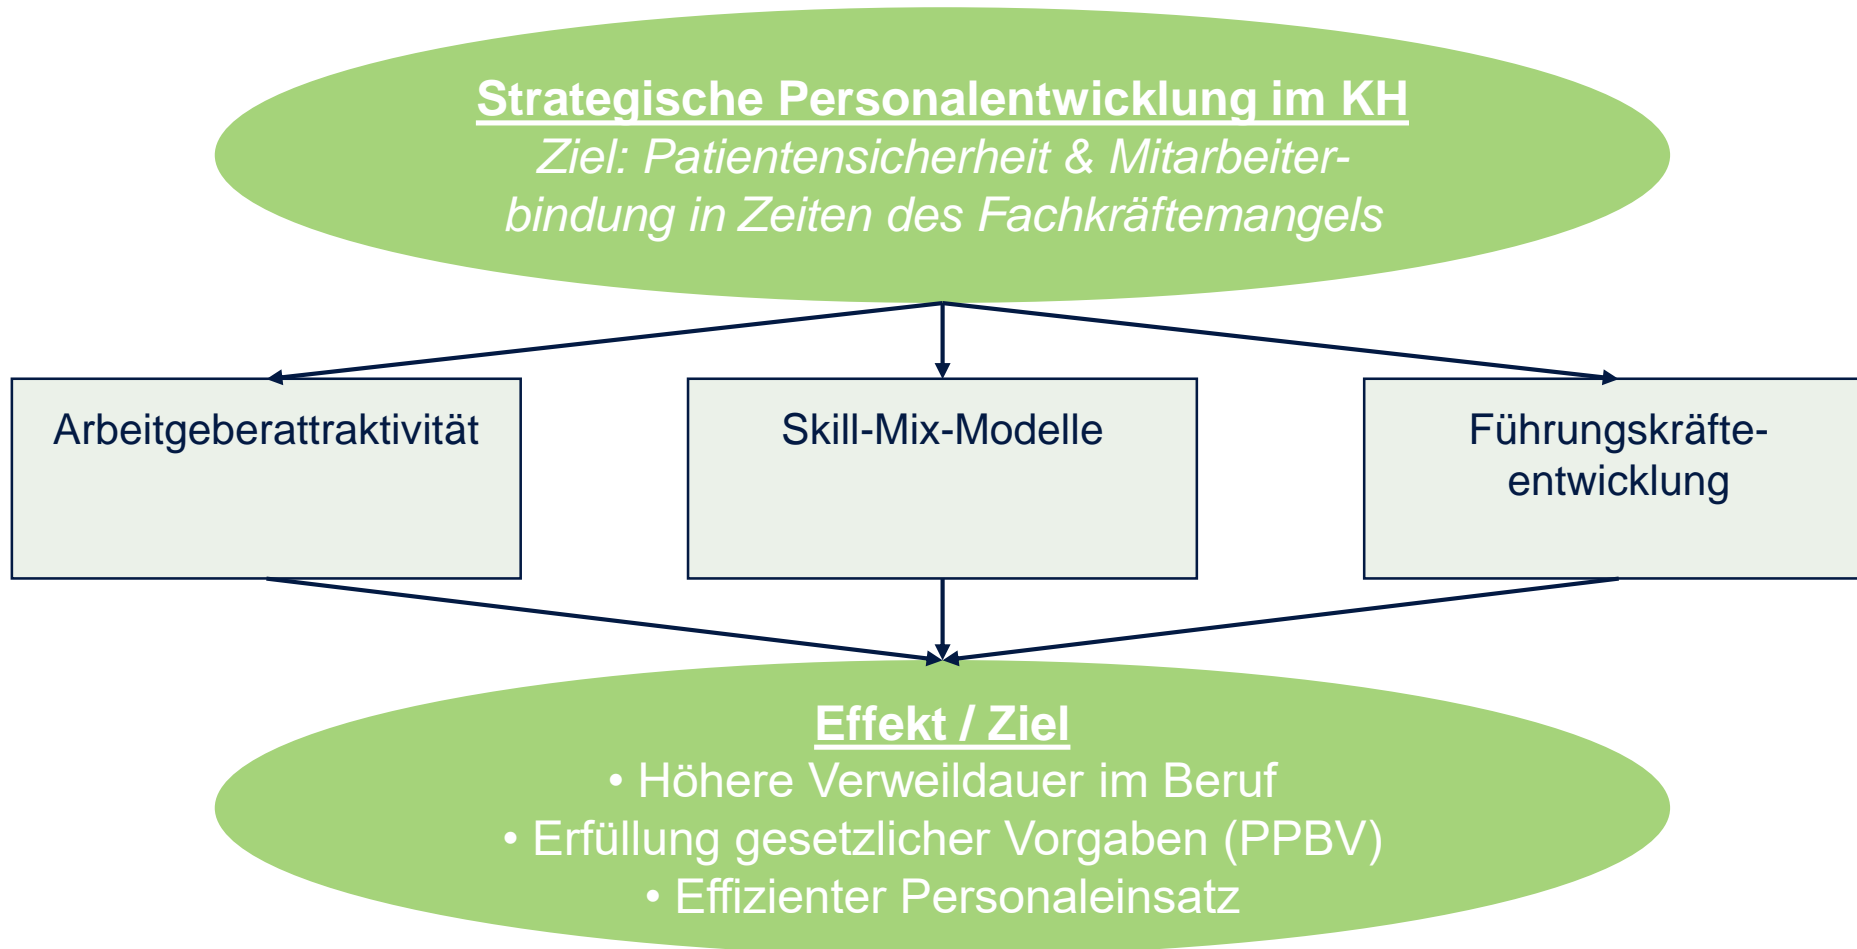 Strategische Personalentwicklung im KH
Ziel: Patientensicherheit & Mitarbeiter-
bindung in Zeiten des Fachkräftemangels
Arbeitgeberattraktivität
Skill-Mix-Modelle
Führungskräfte-
entwicklung
Effekt / Ziel
• Höhere Verweildauer im Beruf
• Erfüllung gesetzlicher Vorgaben (PPBV)
• Effizienter Personaleinsatz